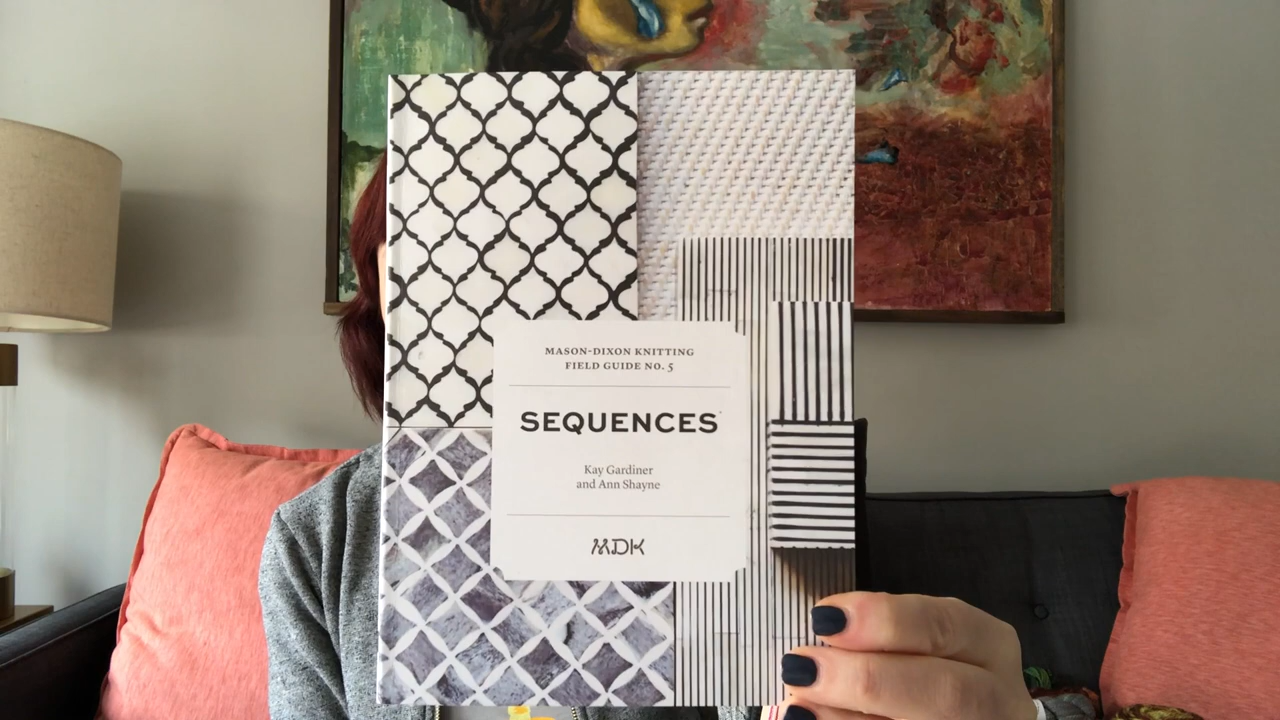 MASON-DIXON KNITTING
FIELD GUIDE NO. 5
SEQUENCES
Kay Gardiner
and Ann Shayne
MDK